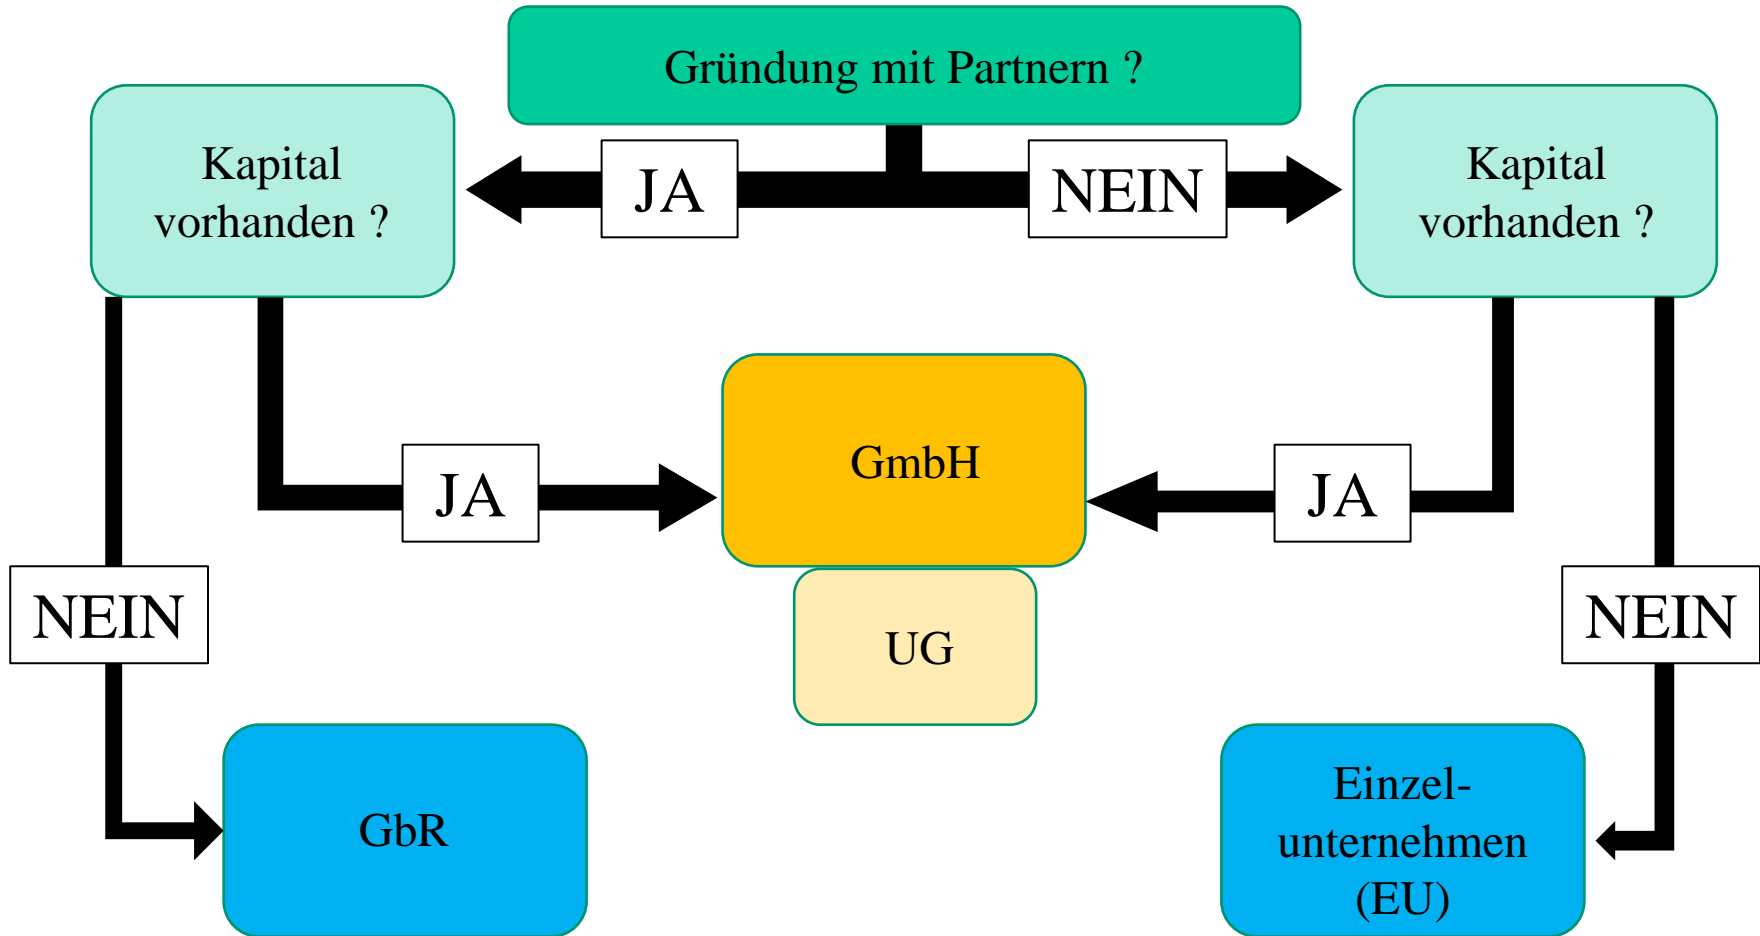 Gründung mit Partnern ?
Kapital
vorhanden ?
JA
NEIN
Kapital
vorhanden ?
GmbH
JA
JA
NEIN
UG
NEIN
GbR
Einzel-
unternehmen
(EU)